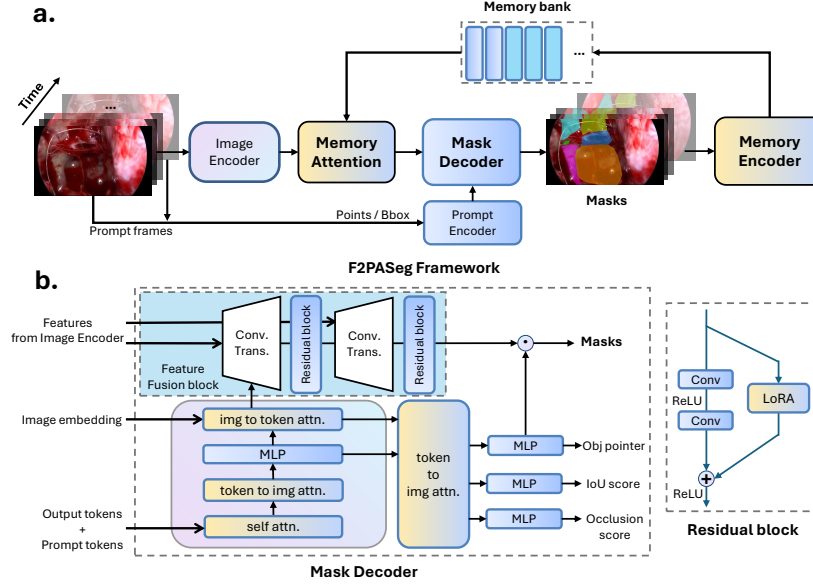 a.
Memory bank
...
Time
...
Image
Encoder
Memory
Attention
Mask
Decoder
Memory
Encoder
Masks
Points / Bbox
Prompt
Encoder
Prompt frames
F2PASeg Framework
b.
Features
from Image Encoder
Conv.
Trans.
Residual block
Conv.
Trans.
Residual block
Masks
Feature
Fusion block
Image embedding
img to token attn.
MLP
token to img attn.
self attn.
Output tokens
+
Prompt tokens
token
to
img attn.
MLP
Obj pointer
MLP
IoU score
MLP
Occlusion
score
Mask Decoder
Conv
ReLU
Conv
LoRA
+
ReLU
Residual block